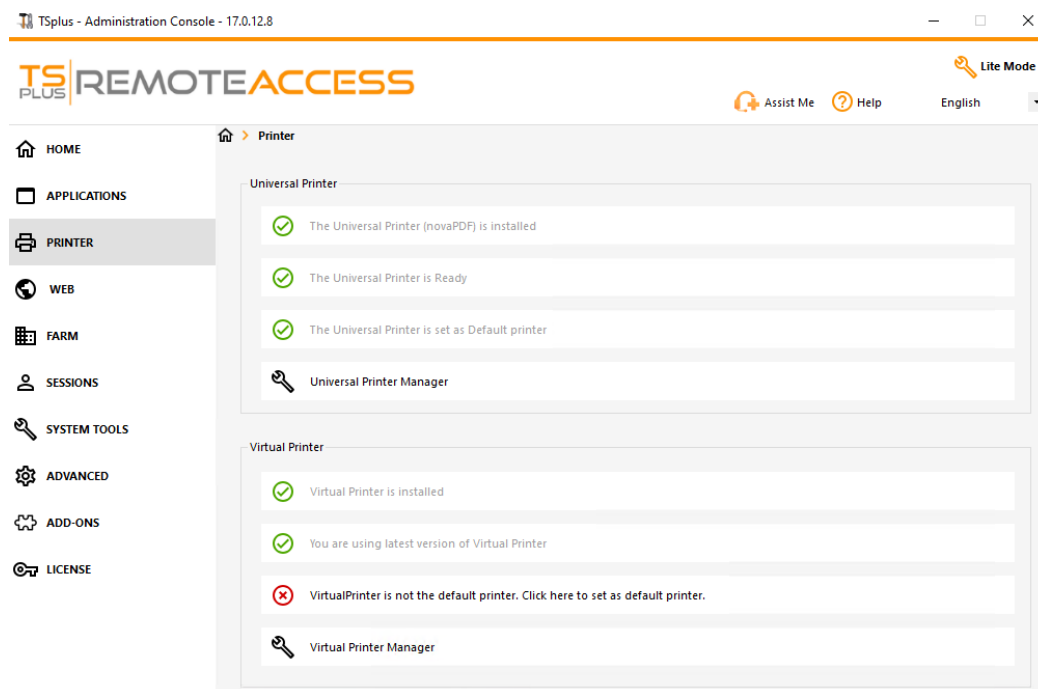 TSplus - Administration Console - 17.0.12.8
TS PLUS REMOTEACCESS
Lite Mode
Assist Me
Help
English
HOME
APPLICATIONS
PRINTER
WEB
FARM
SESSIONS
SYSTEM TOOLS
ADVANCED
ADD-ONS
LICENSE
Printer
Universal Printer
The Universal Printer (novaPDF) is installed
The Universal Printer is Ready
The Universal Printer is set as Default printer
Universal Printer Manager
Virtual Printer
Virtual Printer is installed
You are using latest version of Virtual Printer
VirtualPrinter is not the default printer. Click here to set as default printer.
Virtual Printer Manager